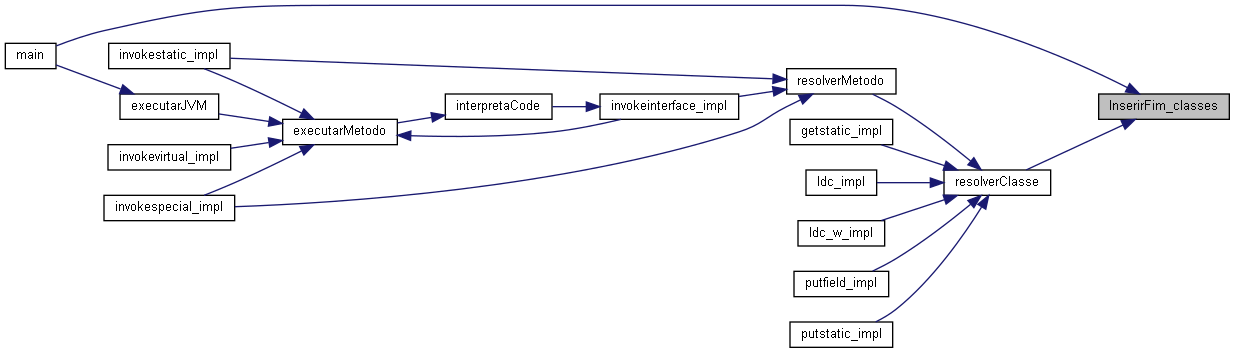 main
invokestatic_impl
executarJVM
invokevirtual_impl
invokespecial_impl
executarMetodo
interpretaCode
invokeinterface_impl
resolverMetodo
getstatic_impl
ldc_impl
ldc_w_impl
putfield_impl
putstatic_impl
resolverClasse
InserirFim_classes